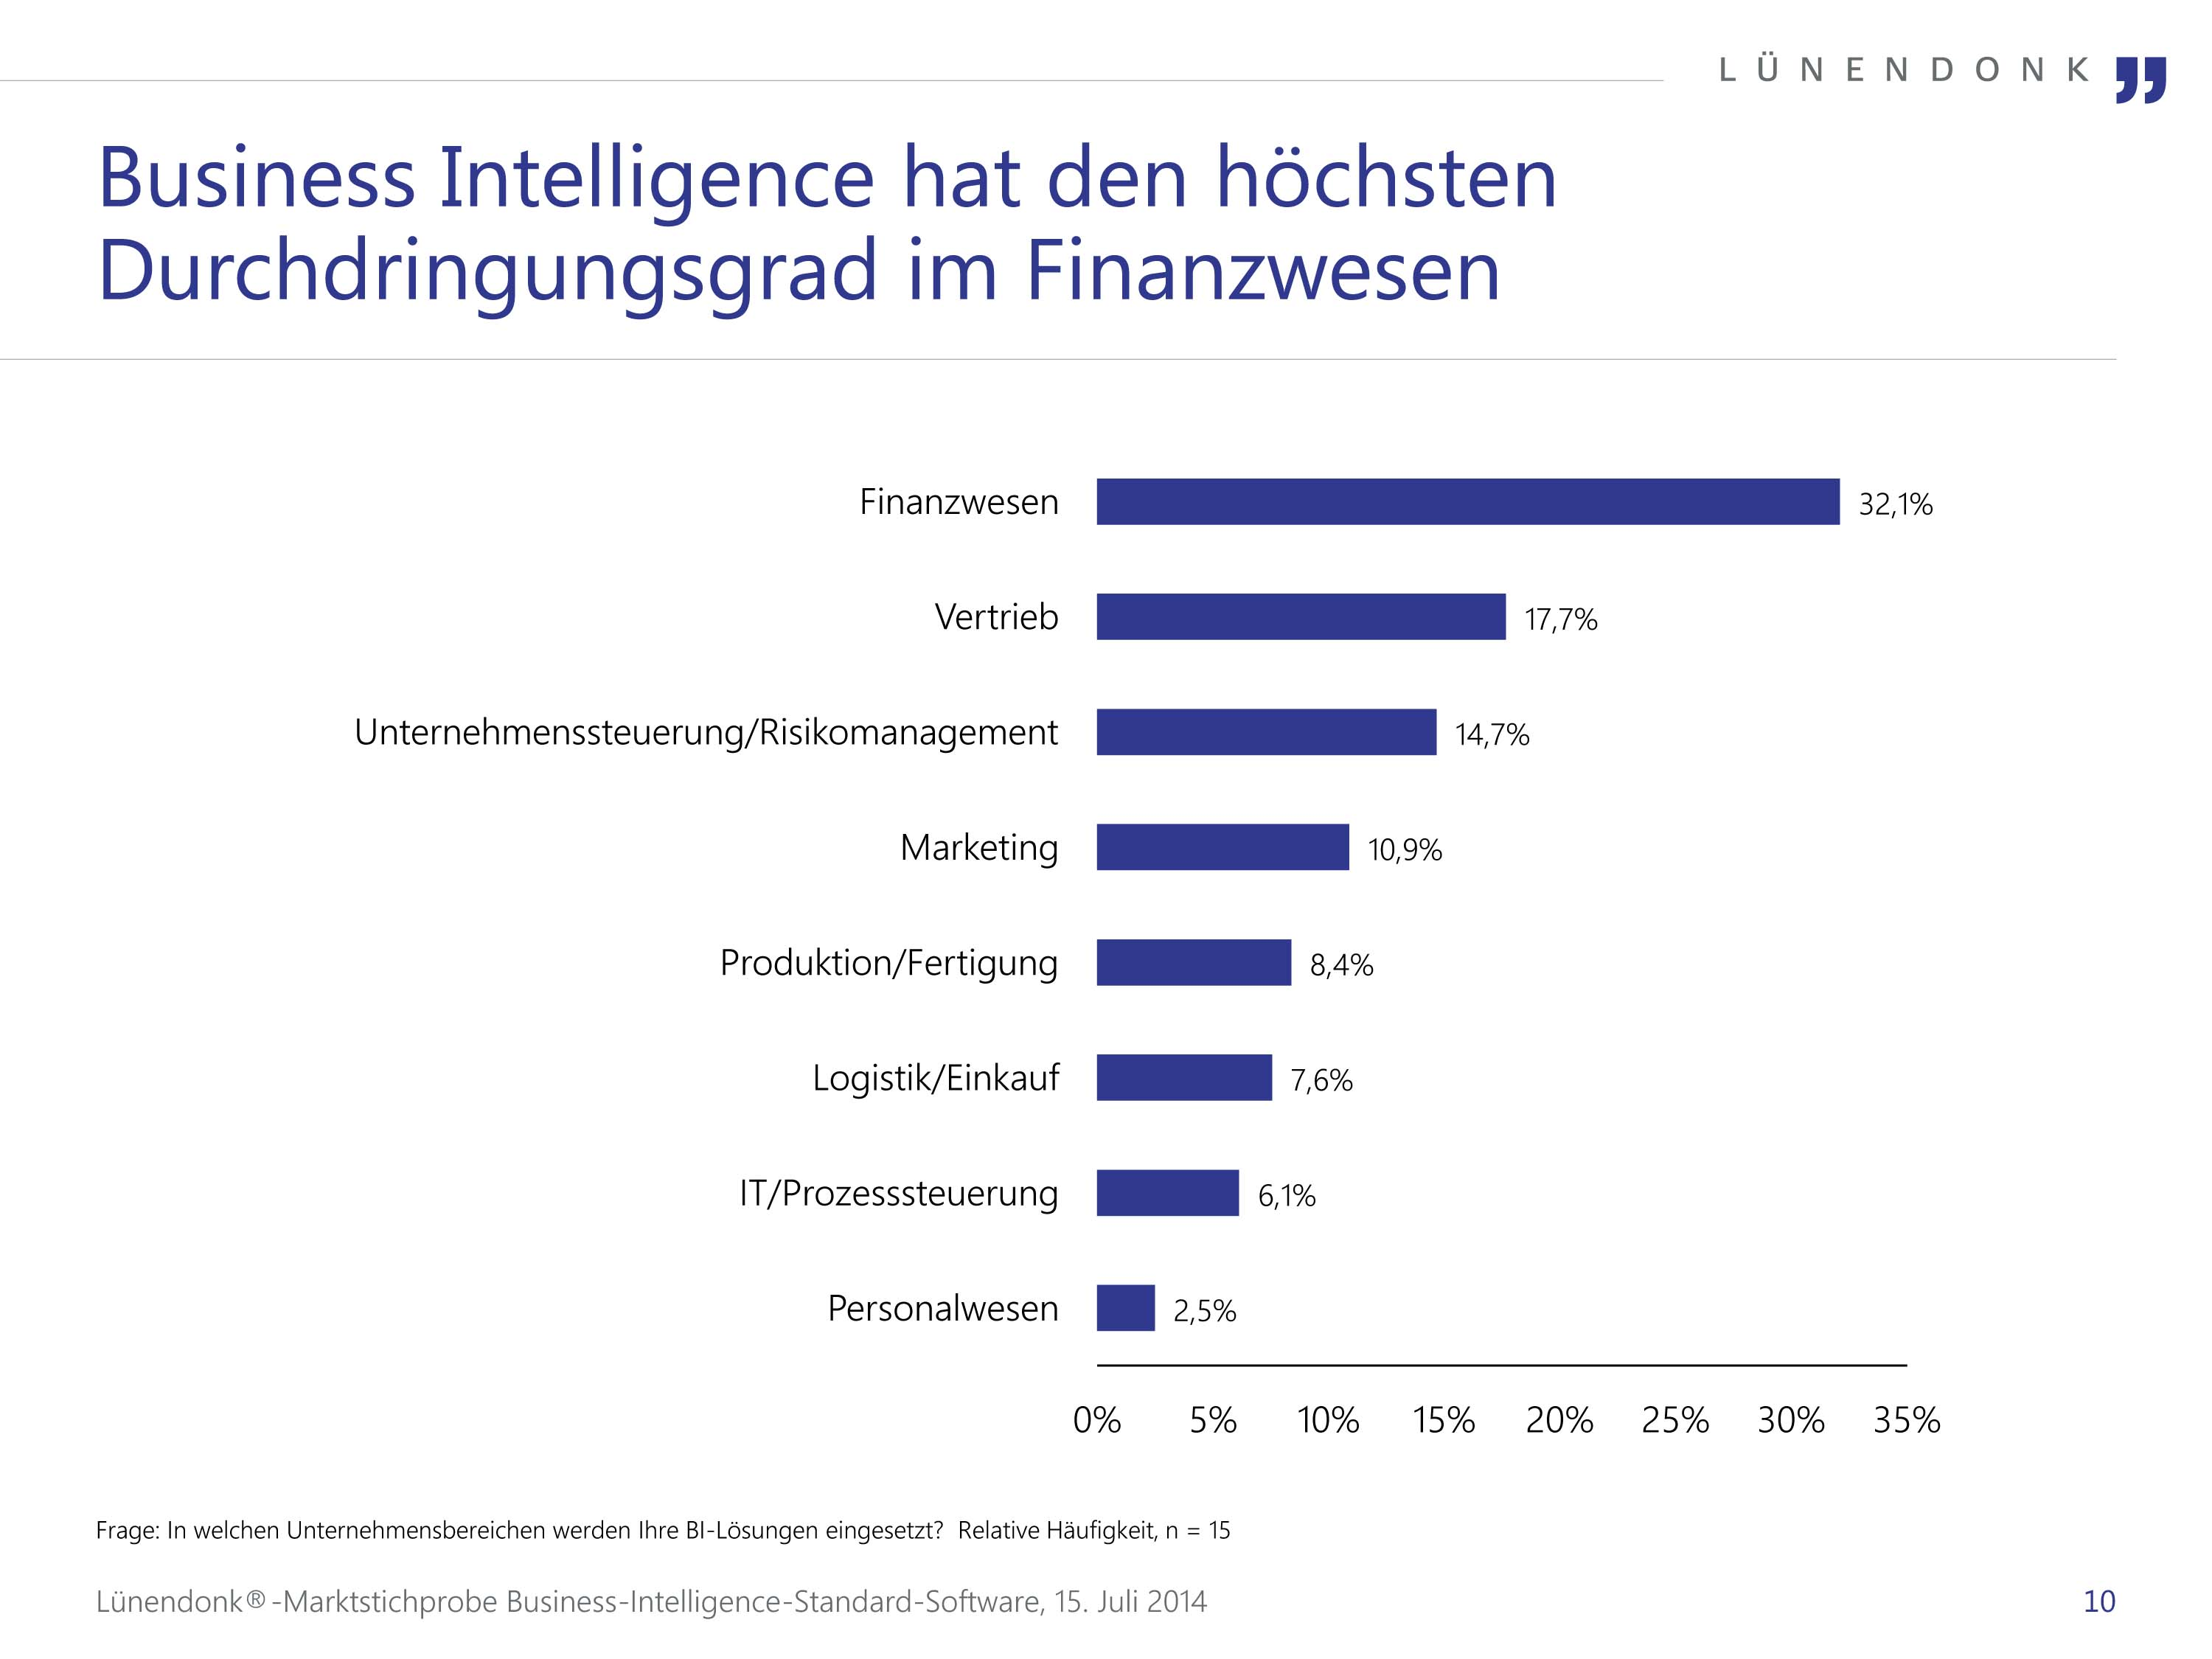 LÜNENDONK
Business Intelligence hat den höchsten
Durchdringungsgrad im Finanzwesen
Finanzwesen 32,1%
Vertrieb 17,7%
Unternehmenssteuerung/Risikomanagement 14,7%
Marketing 10,9%
Produktion/Fertigung 8,4%
Logistik/Einkauf 7,6%
IT/Prozesssteuerung 6,1%
Personalwesen 2,5%
0% 5% 10% 15% 20% 25% 30% 35%
Frage: In welchen Unternehmensbereichen werden Ihre BI-Lösungen eingesetzt? Relative Häufigkeit, n = 15
Lünendonk®-Marktstichprobe Business-Intelligence-Standard-Software, 15. Juli 2014 10